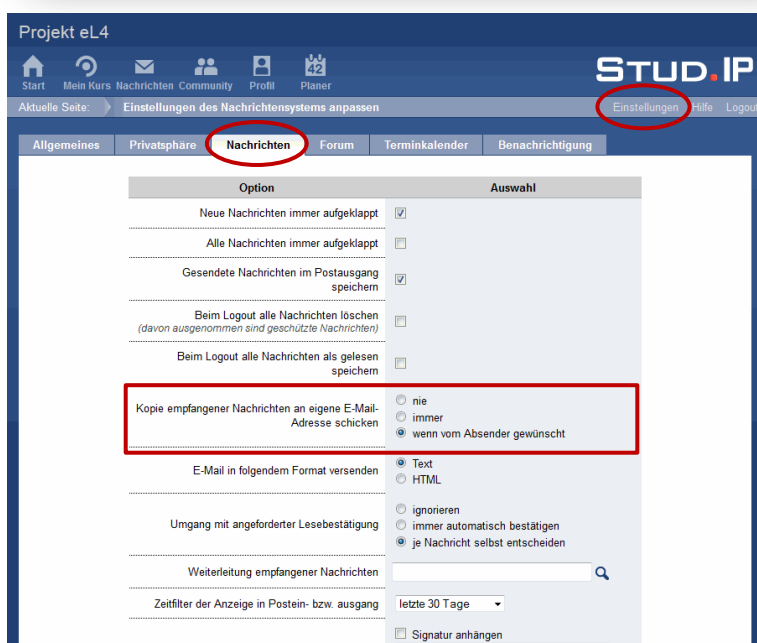 Projekt eL4
42
STUD.IP
Start Mein Kurs Nachrichten Community Profil Planer
Aktuelle Seite: Einstellungen des Nachrichtensystems anpassen Einstellungen Hilfe Logout
Allgemeines Privatsphäre Nachrichten Forum Terminkalender Benachrichtigung
Option Auswahl
Neue Nachrichten immer aufgeklappt
Alle Nachrichten immer aufgeklappt
Gesendete Nachrichten im Postausgang
speichern
Beim Logout alle Nachrichten löschen
(davon ausgenommen sind geschützte Nachrichten)
Beim Logout alle Nachrichten als gelesen
speichern
Kopie empfangener Nachrichten an eigene E-Mail-
Adresse schicken
nie
immer
wenn vom Absender gewünscht
E-Mail in folgendem Format versenden
Text
HTML
Umgang mit angeforderter Lesebestätigung
ignorieren
immer automatisch bestätigen
je Nachricht selbst entscheiden
Weiterleitung empfangener Nachrichten
Zeitfilter der Anzeige in Postein- bzw. ausgang letzte 30 Tage
Signatur anhängen